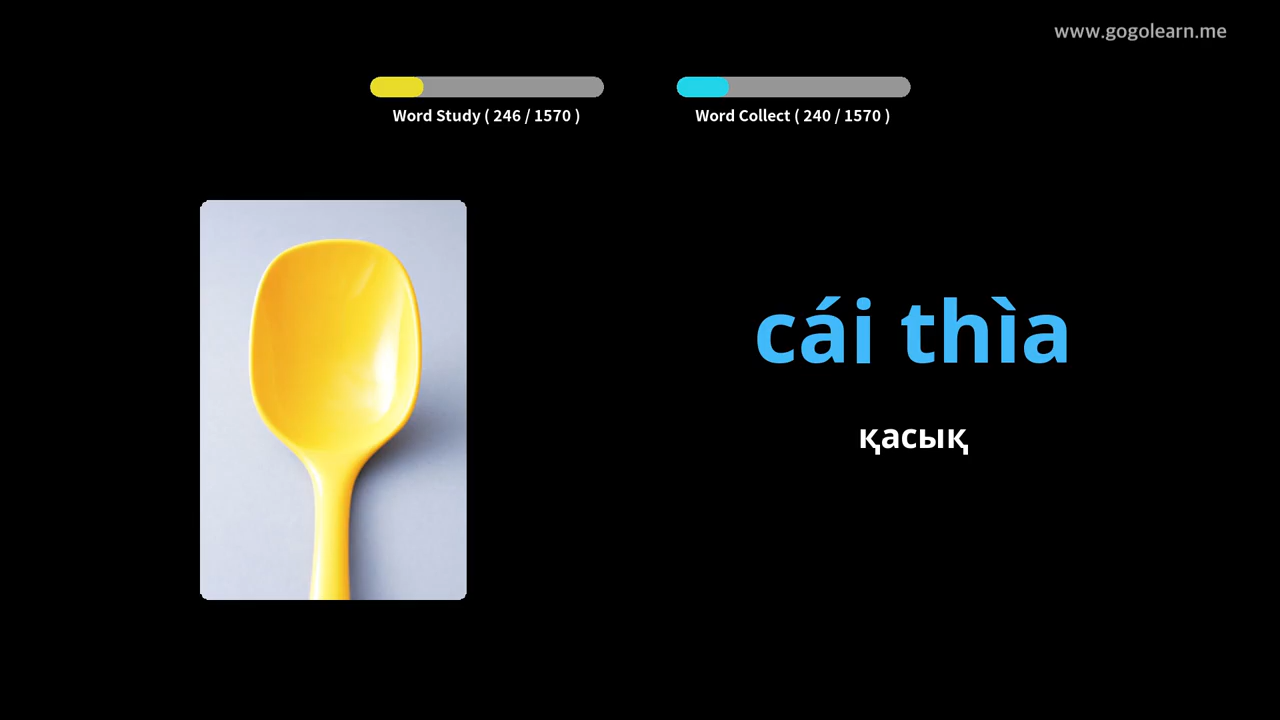 www.gogolearn.me
Word Study ( 246 / 1570 )
Word Collect ( 240 / 1570 )
cái thìa
қасық